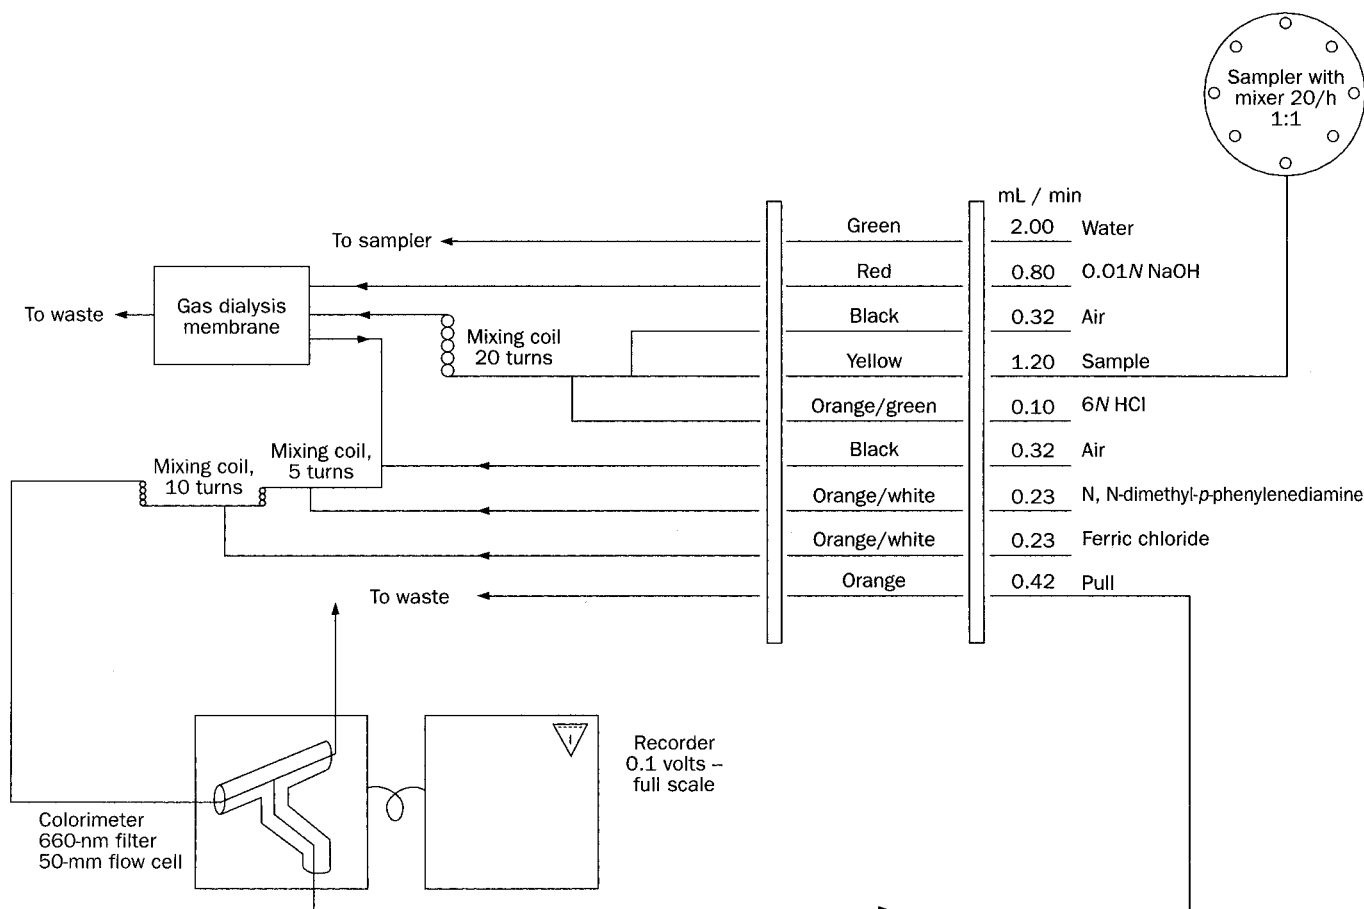 Sampler with
mixer 20/h
1:1
mL / min
To sampler
Green
2.00
Water
Red
0.80
0.01N NaOH
Gas dialysis
membrane
To waste
Black
0.32
Air
Mixing coil
20 turns
Yellow
1.20
Sample
Orange/green
0.10
6N HCl
Black
0.32
Air
Mixing coil,
5 turns
Mixing coil,
10 turns
Orange/white
0.23
N, N-dimethyl-p-phenylenediamine
Orange/white
0.23
Ferric chloride
To waste
Orange
0.42
Pull
Recorder
0.1 volts –
full scale
Colorimeter
660-nm filter
50-mm flow cell